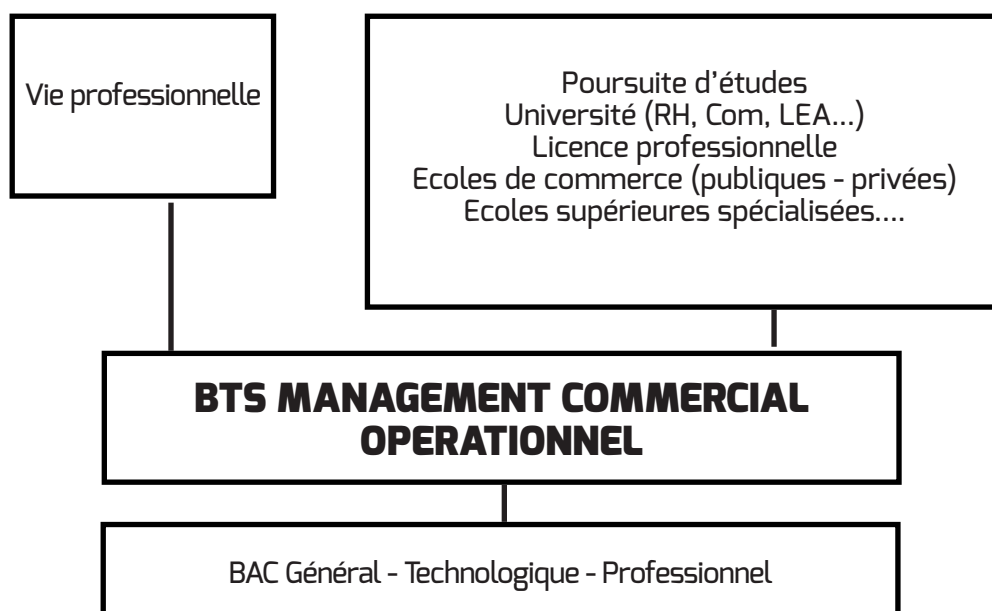 Vie professionnelle
Poursuite d'études
Université (RH, Com, LEA...)
Licence professionnelle
Ecoles de commerce (publiques - privées)
Ecoles supérieures spécialisées....
BTS MANAGEMENT COMMERCIAL
OPERATIONNEL
BAC Général - Technologique - Professionnel